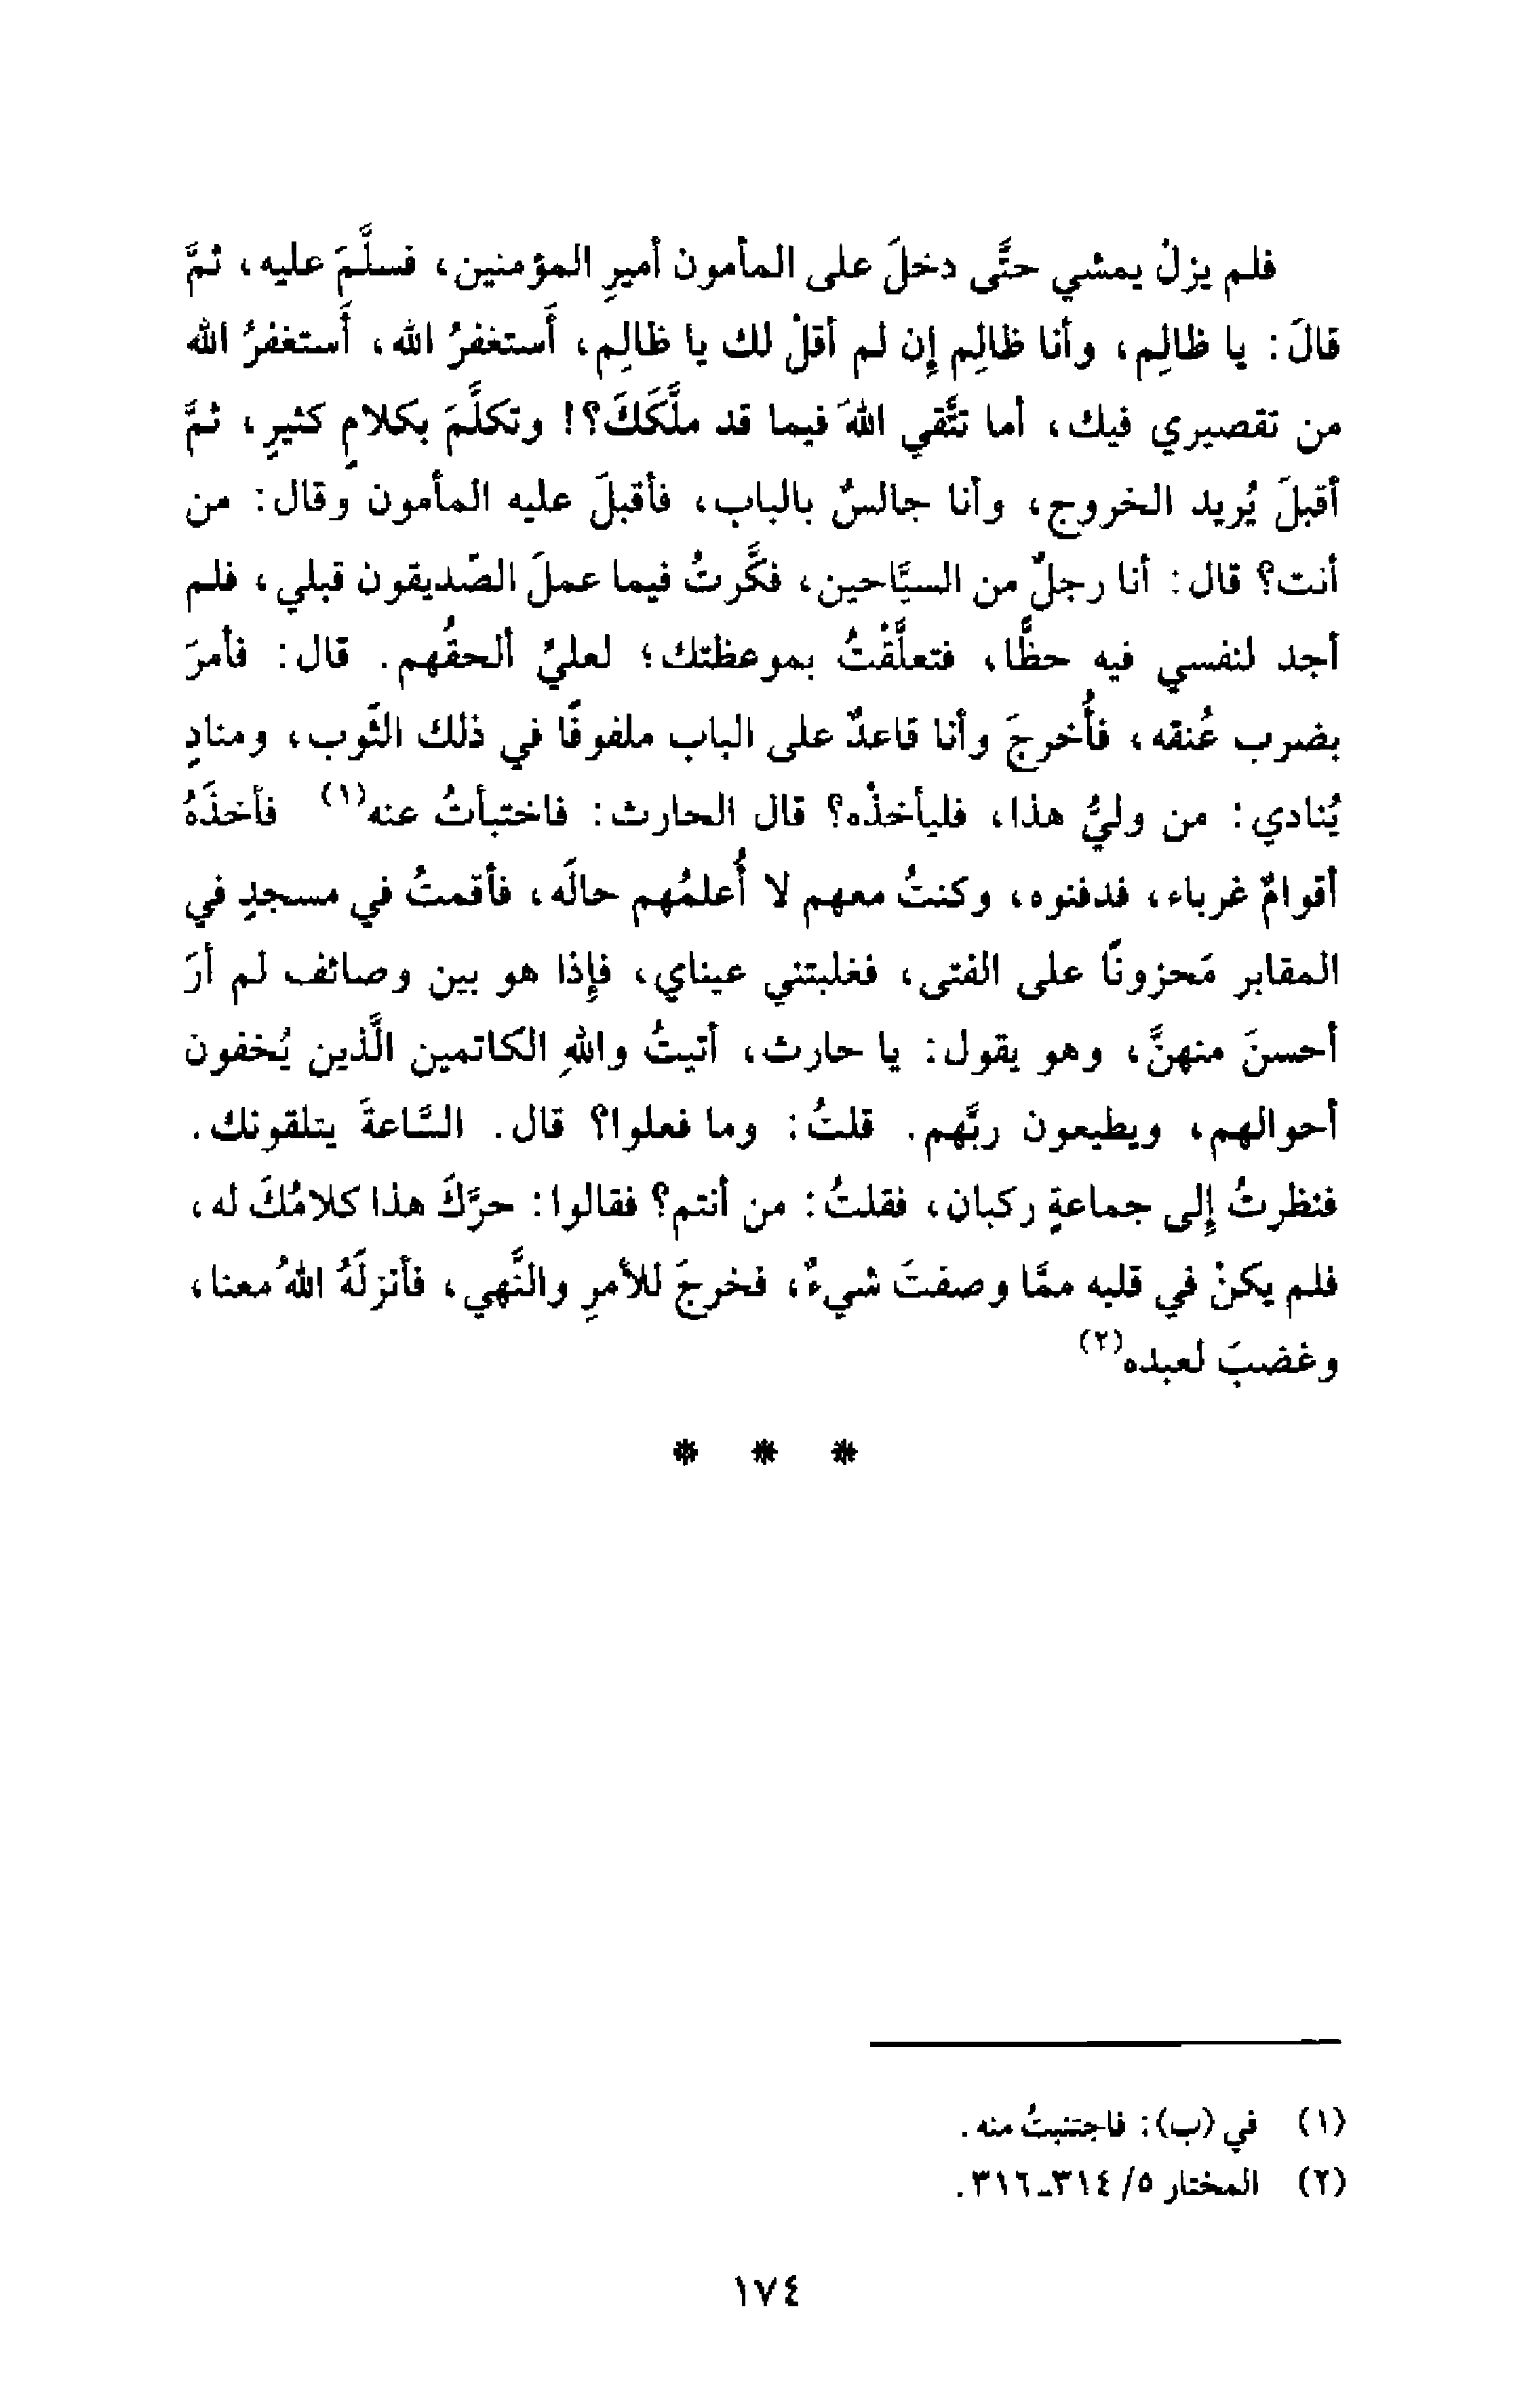 فلم يزلْ يمشي حتَّى دخلَ على المأمون أميرِ المؤمنين، فسلَّمَ عليه، ثمَّ
قالَ: يا ظالِم، وأنا ظالِم إن لم أقلْ لك يا ظالِم، أَستغفرُ الله، أَستغفرُ الله
من تقصيري فيك، أما تتَّقي اللهَ فيما قد ملَّكَكَ؟! وتكلَّمَ بكلامٍ كثيرٍ، ثمَّ
أقبلَ يُريد الخروج، وأنا جالسٌ بالباب، فأقبلَ عليه المأمون وقال: من
أنت؟ قال: أنا رجلٌ من السيَّاحين، فكَّرتُ فيما عملَ الصّديقون قبلي، فلم
أجد لنفسي فيه حظًّا، فتعلَّقْتُ بموعظتك؛ لعليّ ألحقُهم. قال: فأمرَ
بضرب عُنقه، فأُخرجَ وأنا قاعدٌ على الباب ملفوفًا في ذلك الثَّوب، ومنادٍ
يُنادي: من وليُّ هذا، فليأخذْه؟ قال الحارث: فاختبأتُ عنه(١) فأخذَهُ
أقوامٌ غرباء، فدفنوه، وكنتُ معهم لا أُعلمُهم حالَه، فأقمتُ في مسجدٍ في
المقابر مَحزونًا على الفتى، فغلبتني عيناي، فإذا هو بين وصائف لم أرَ
أحسنَ منهنَّ، وهو يقول: يا حارث، أتيتُ واللهِ الكاتمين الَّذين يُخفون
أحوالهم، ويطيعون ربَّهم. قلتُ: وما فعلوا؟ قال. السَّاعةَ يتلقونك.
فنظرتُ إلى جماعةٍ ركبان، فقلتُ: من أنتم؟ فقالوا: حرَّكَ هذا كلامُكَ له،
فلم يكنْ في قلبه ممَّا وصفتَ شيءٌ، فخرجَ للأمرِ والنَّهي، فأنزلَهُ اللهُ معنا،
وغضبَ لعبده(٢)
* * *
(١) في (ب): فاجتنبتُ منه.
(٢) المختار ٥/ ٣١٤ـ٣١٦.
١٧٤